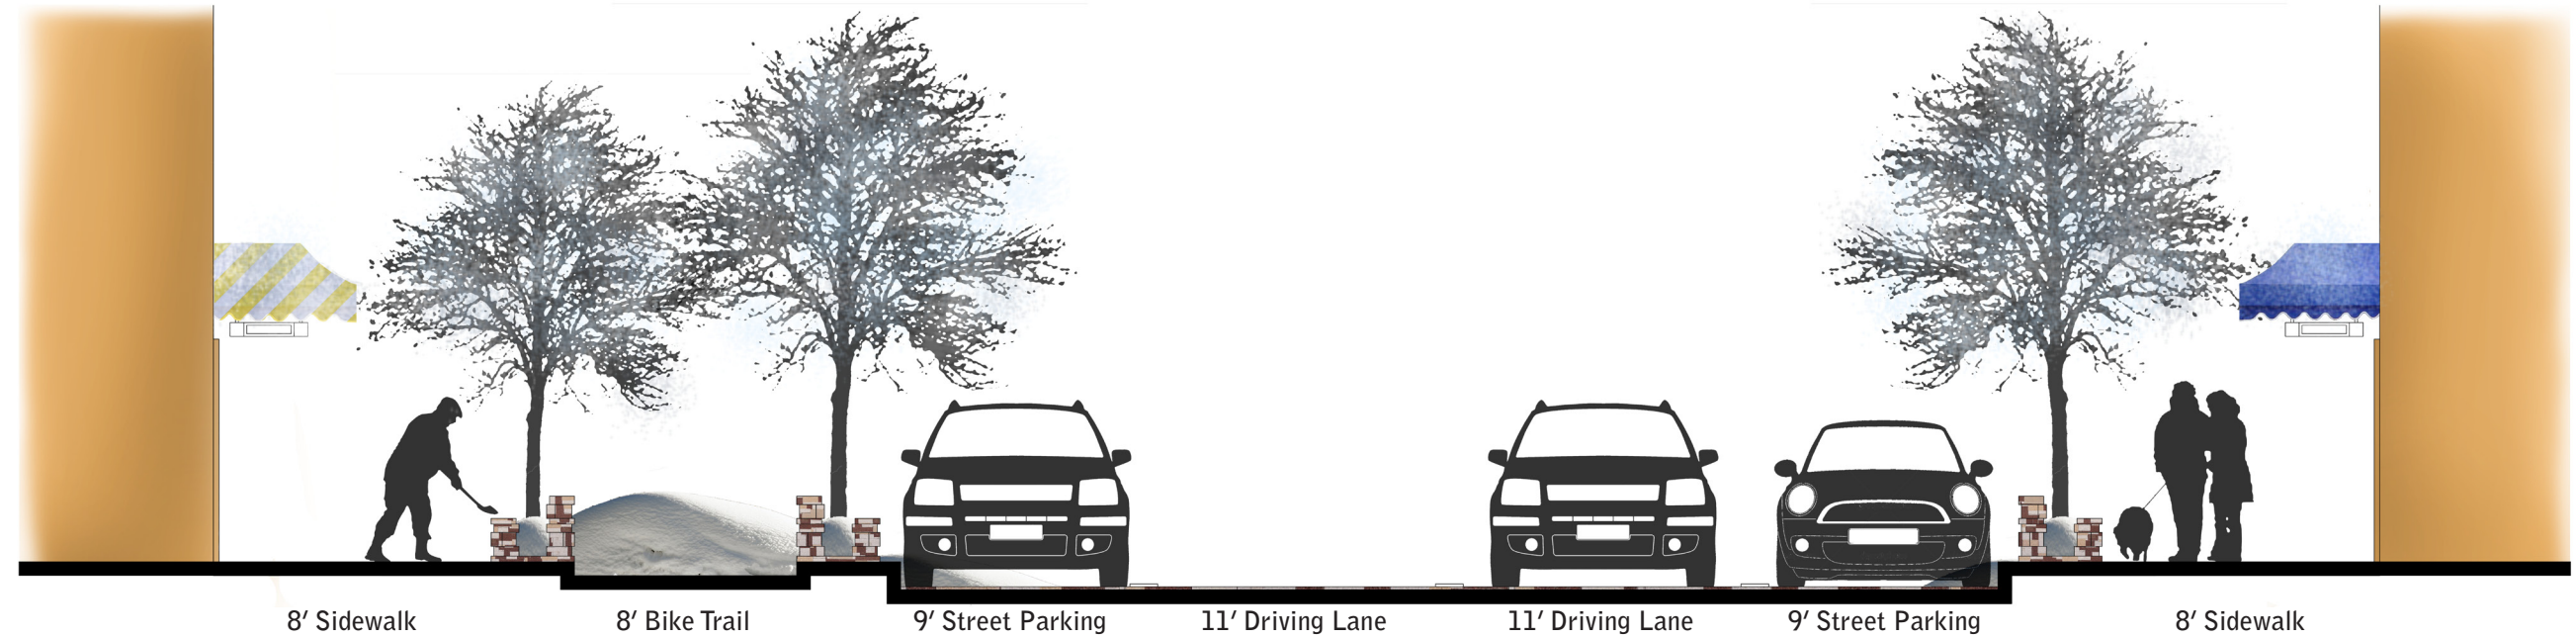 8′ Sidewalk
8′ Bike Trail
9′ Street Parking
11′ Driving Lane
11′ Driving Lane
9′ Street Parking
8′ Sidewalk